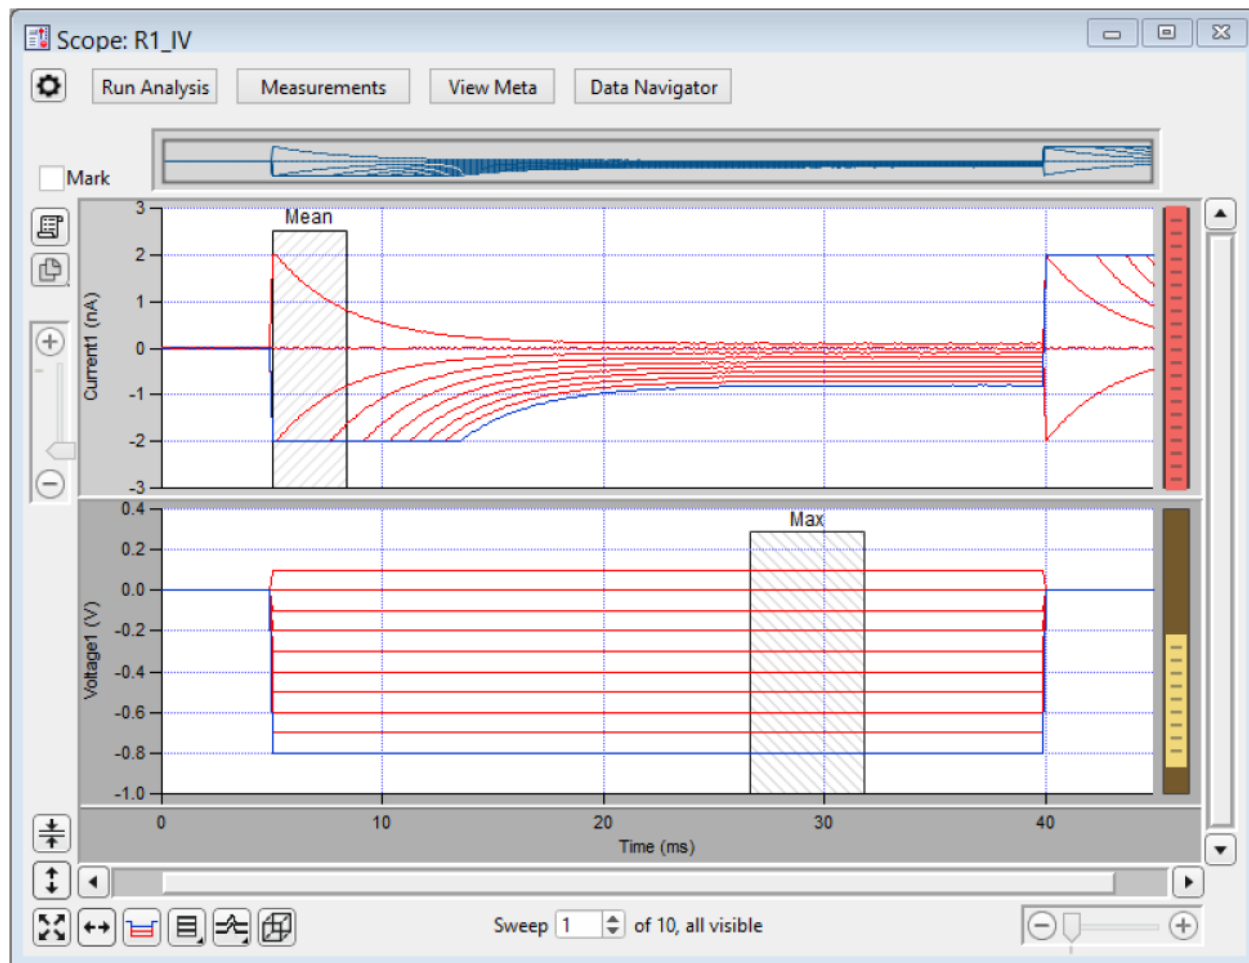 Scope: R1_IV
Run Analysis Measurements View Meta Data Navigator
Mark
Mean
3
2
1
0
-1
-2
-3
Current1 (nA)
Max
0.4
0.2
0.0
-0.2
-0.4
-0.6
-0.8
-1.0
Voltage1 (V)
0 10 20 30 40
Time (ms)
Sweep 1 of 10, all visible